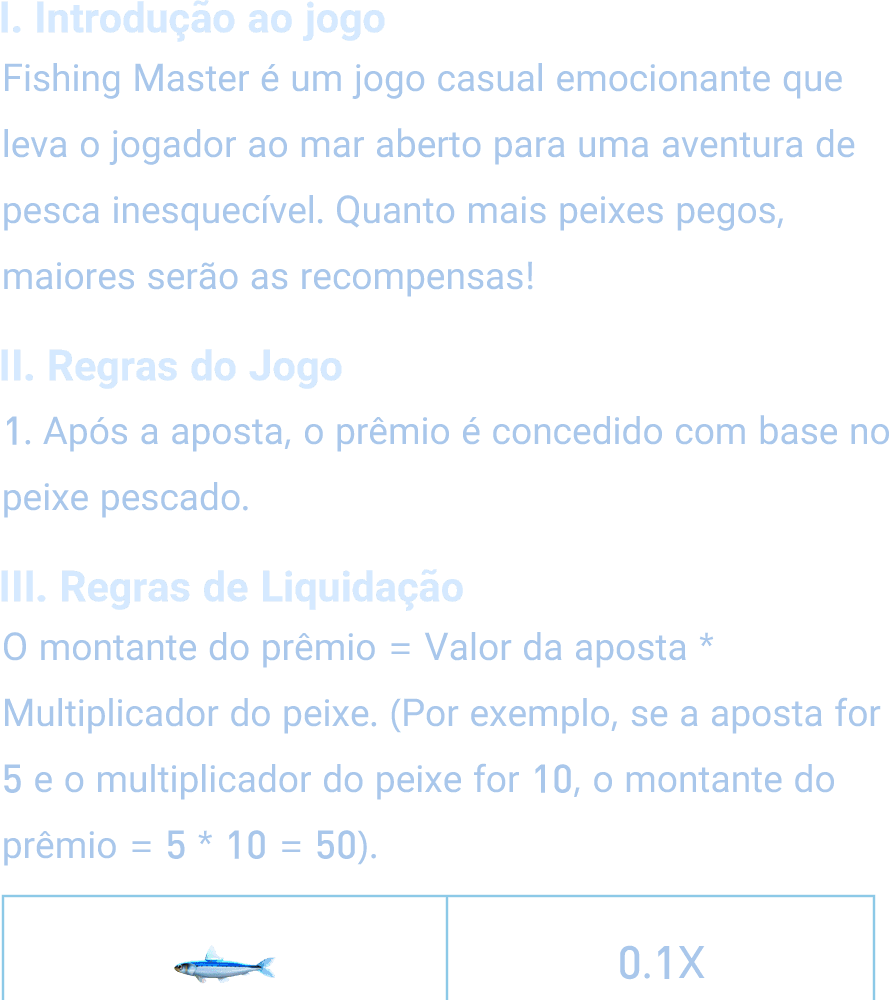 I. Introdução ao jogo
Fishing Master é um jogo casual emocionante que
leva o jogador ao mar aberto para uma aventura de
pesca inesquecível. Quanto mais peixes pegos,
maiores serão as recompensas!
II. Regras do Jogo
1. Após a aposta, o prêmio é concedido com base no
peixe pescado.
III. Regras de Liquidação
O montante do prêmio = Valor da aposta *
Multiplicador do peixe. (Por exemplo, se a aposta for
5 e o multiplicador do peixe for 10, o montante do
prêmio = 5 * 10 = 50).
0.1X